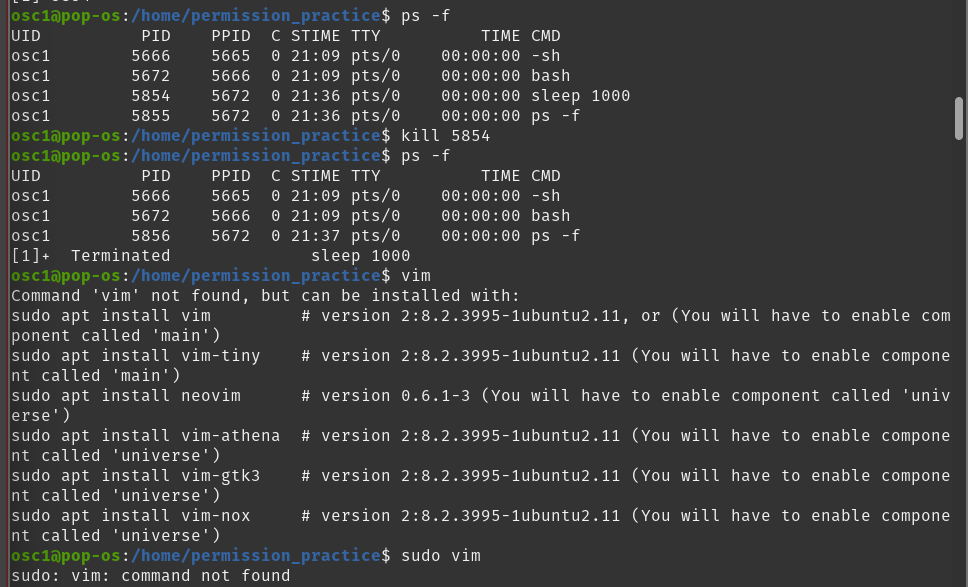 osc1@pop-os:/home/permission_practice$ ps -f
UID          PID    PPID  C STIME TTY          TIME CMD
osc1        5666    5665  0 21:09 pts/0    00:00:00 -sh
osc1        5672    5666  0 21:09 pts/0    00:00:00 bash
osc1        5854    5672  0 21:36 pts/0    00:00:00 sleep 1000
osc1        5855    5672  0 21:36 pts/0    00:00:00 ps -f
osc1@pop-os:/home/permission_practice$ kill 5854
osc1@pop-os:/home/permission_practice$ ps -f
UID          PID    PPID  C STIME TTY          TIME CMD
osc1        5666    5665  0 21:09 pts/0    00:00:00 -sh
osc1        5672    5666  0 21:09 pts/0    00:00:00 bash
osc1        5856    5672  0 21:37 pts/0    00:00:00 ps -f
[1]+  Terminated              sleep 1000
osc1@pop-os:/home/permission_practice$ vim
Command 'vim' not found, but can be installed with:
sudo apt install vim         # version 2:8.2.3995-1ubuntu2.11, or (You will have to enable com
ponent called 'main')
sudo apt install vim-tiny    # version 2:8.2.3995-1ubuntu2.11 (You will have to enable compone
nt called 'main')
sudo apt install neovim      # version 0.6.1-3 (You will have to enable component called 'univ
erse')
sudo apt install vim-athena  # version 2:8.2.3995-1ubuntu2.11 (You will have to enable compone
nt called 'universe')
sudo apt install vim-gtk3    # version 2:8.2.3995-1ubuntu2.11 (You will have to enable compone
nt called 'universe')
sudo apt install vim-nox     # version 2:8.2.3995-1ubuntu2.11 (You will have to enable compone
nt called 'universe')
osc1@pop-os:/home/permission_practice$ sudo vim
sudo: vim: command not found